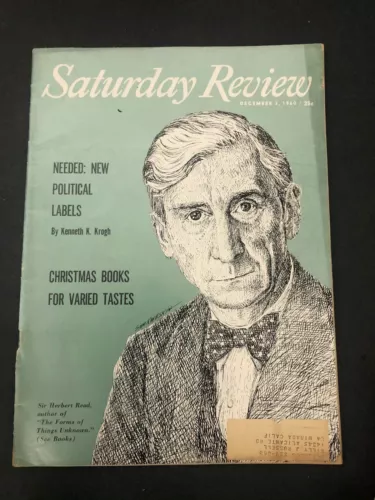 Saturday Review
NEEDED: NEW
POLITICAL
LABELS
By Kenneth K. Krogh
CHRISTMAS BOOKS
FOR VARIED TASTES
Sir Herbert Read,
author of
"The Forms of
Things Unknown."
(See Books)